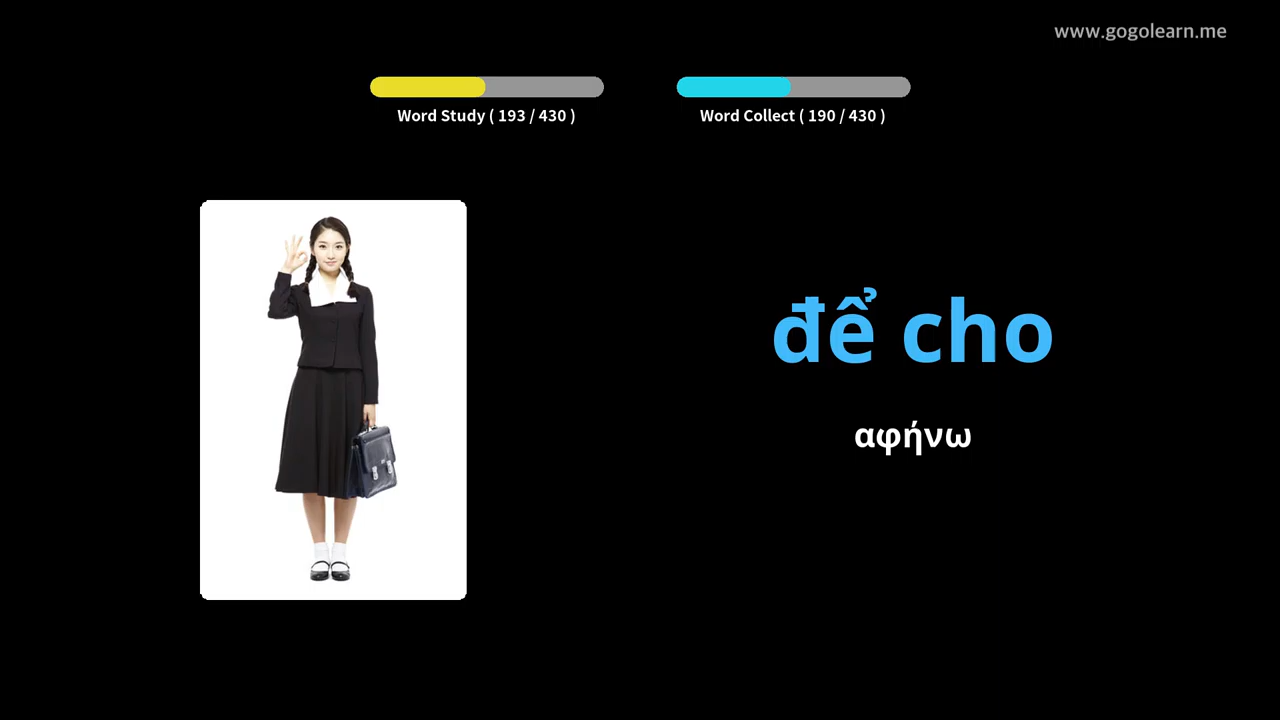 www.gogolearn.me
Word Study ( 193 / 430 )
Word Collect ( 190 / 430 )
để cho
αφήνω